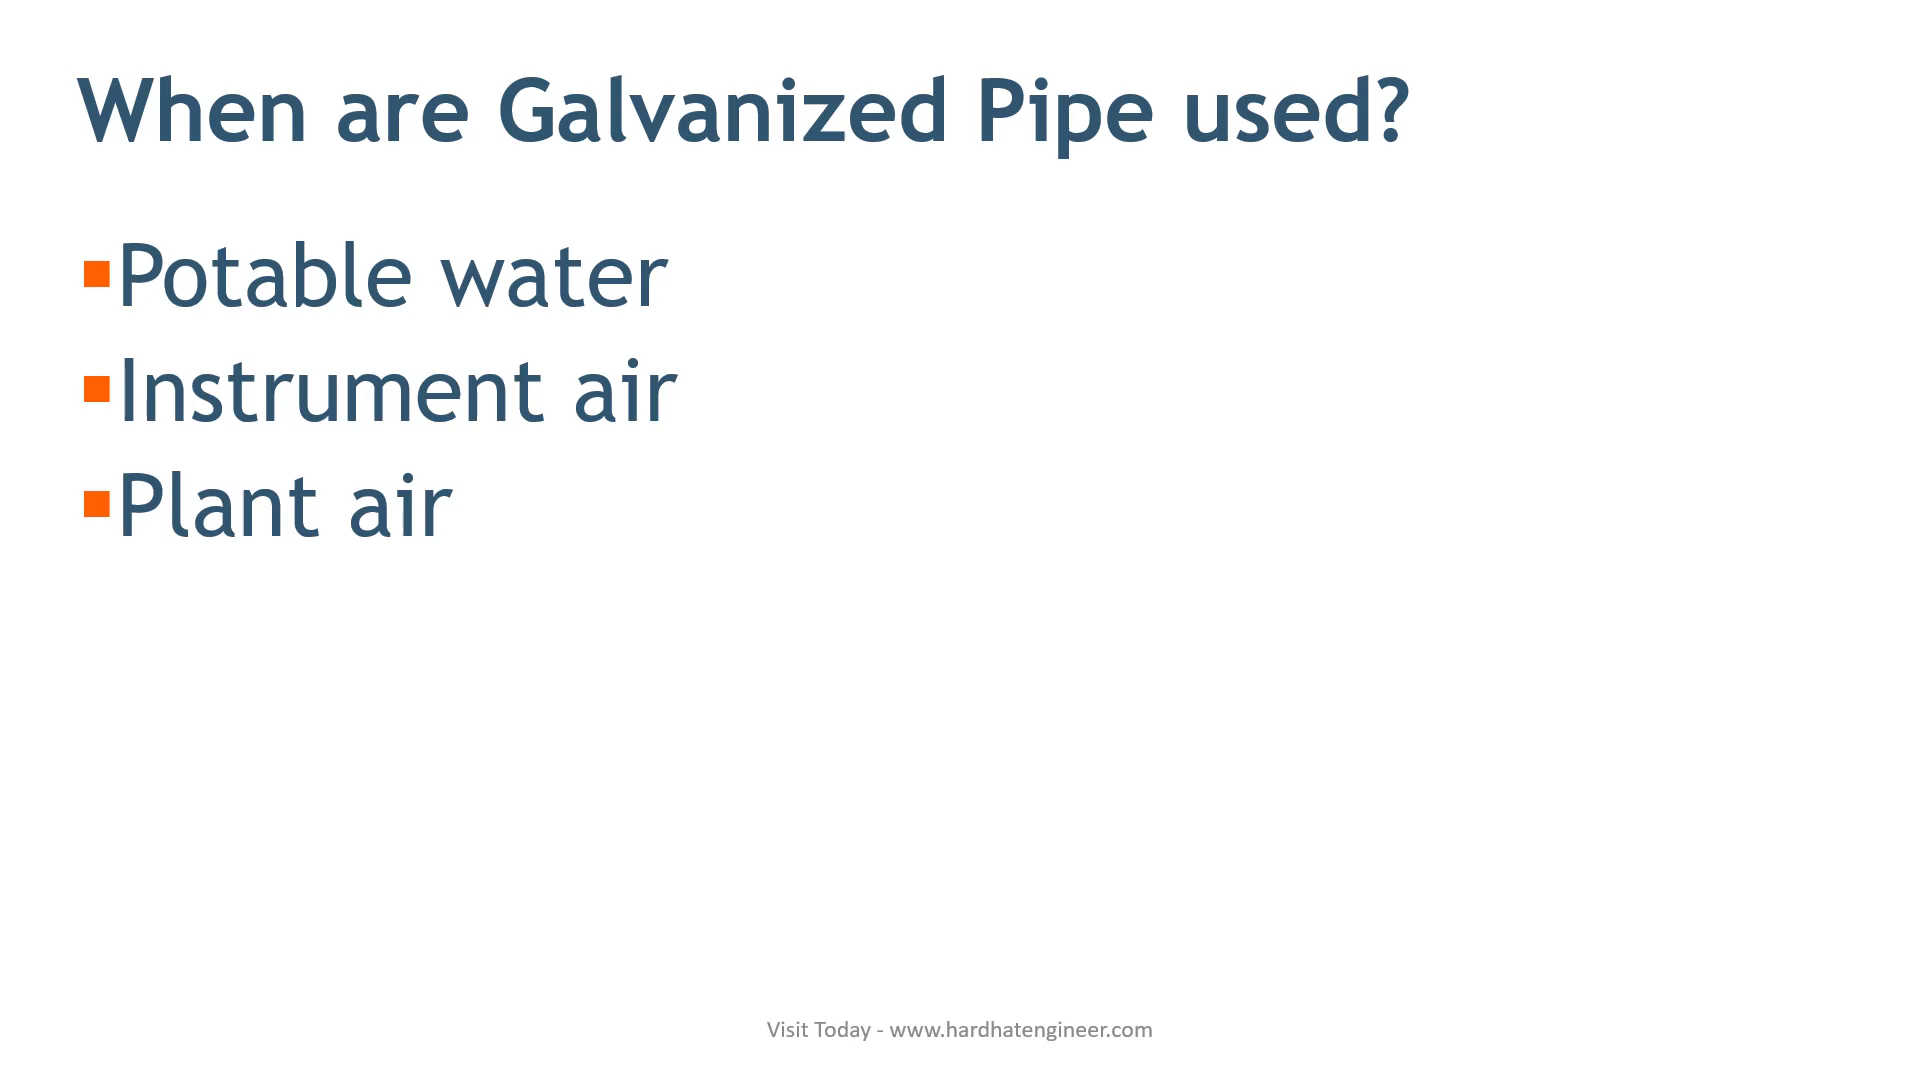 When are Galvanized Pipe used?
▪Potable water
▪Instrument air
▪Plant air
Visit Today - www.hardhatengineer.com